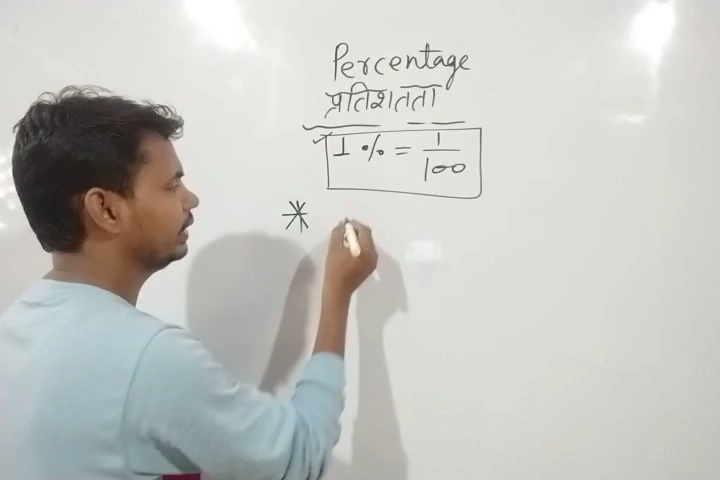 Percentage
प्रतिशतता
1 % = 1/100
*